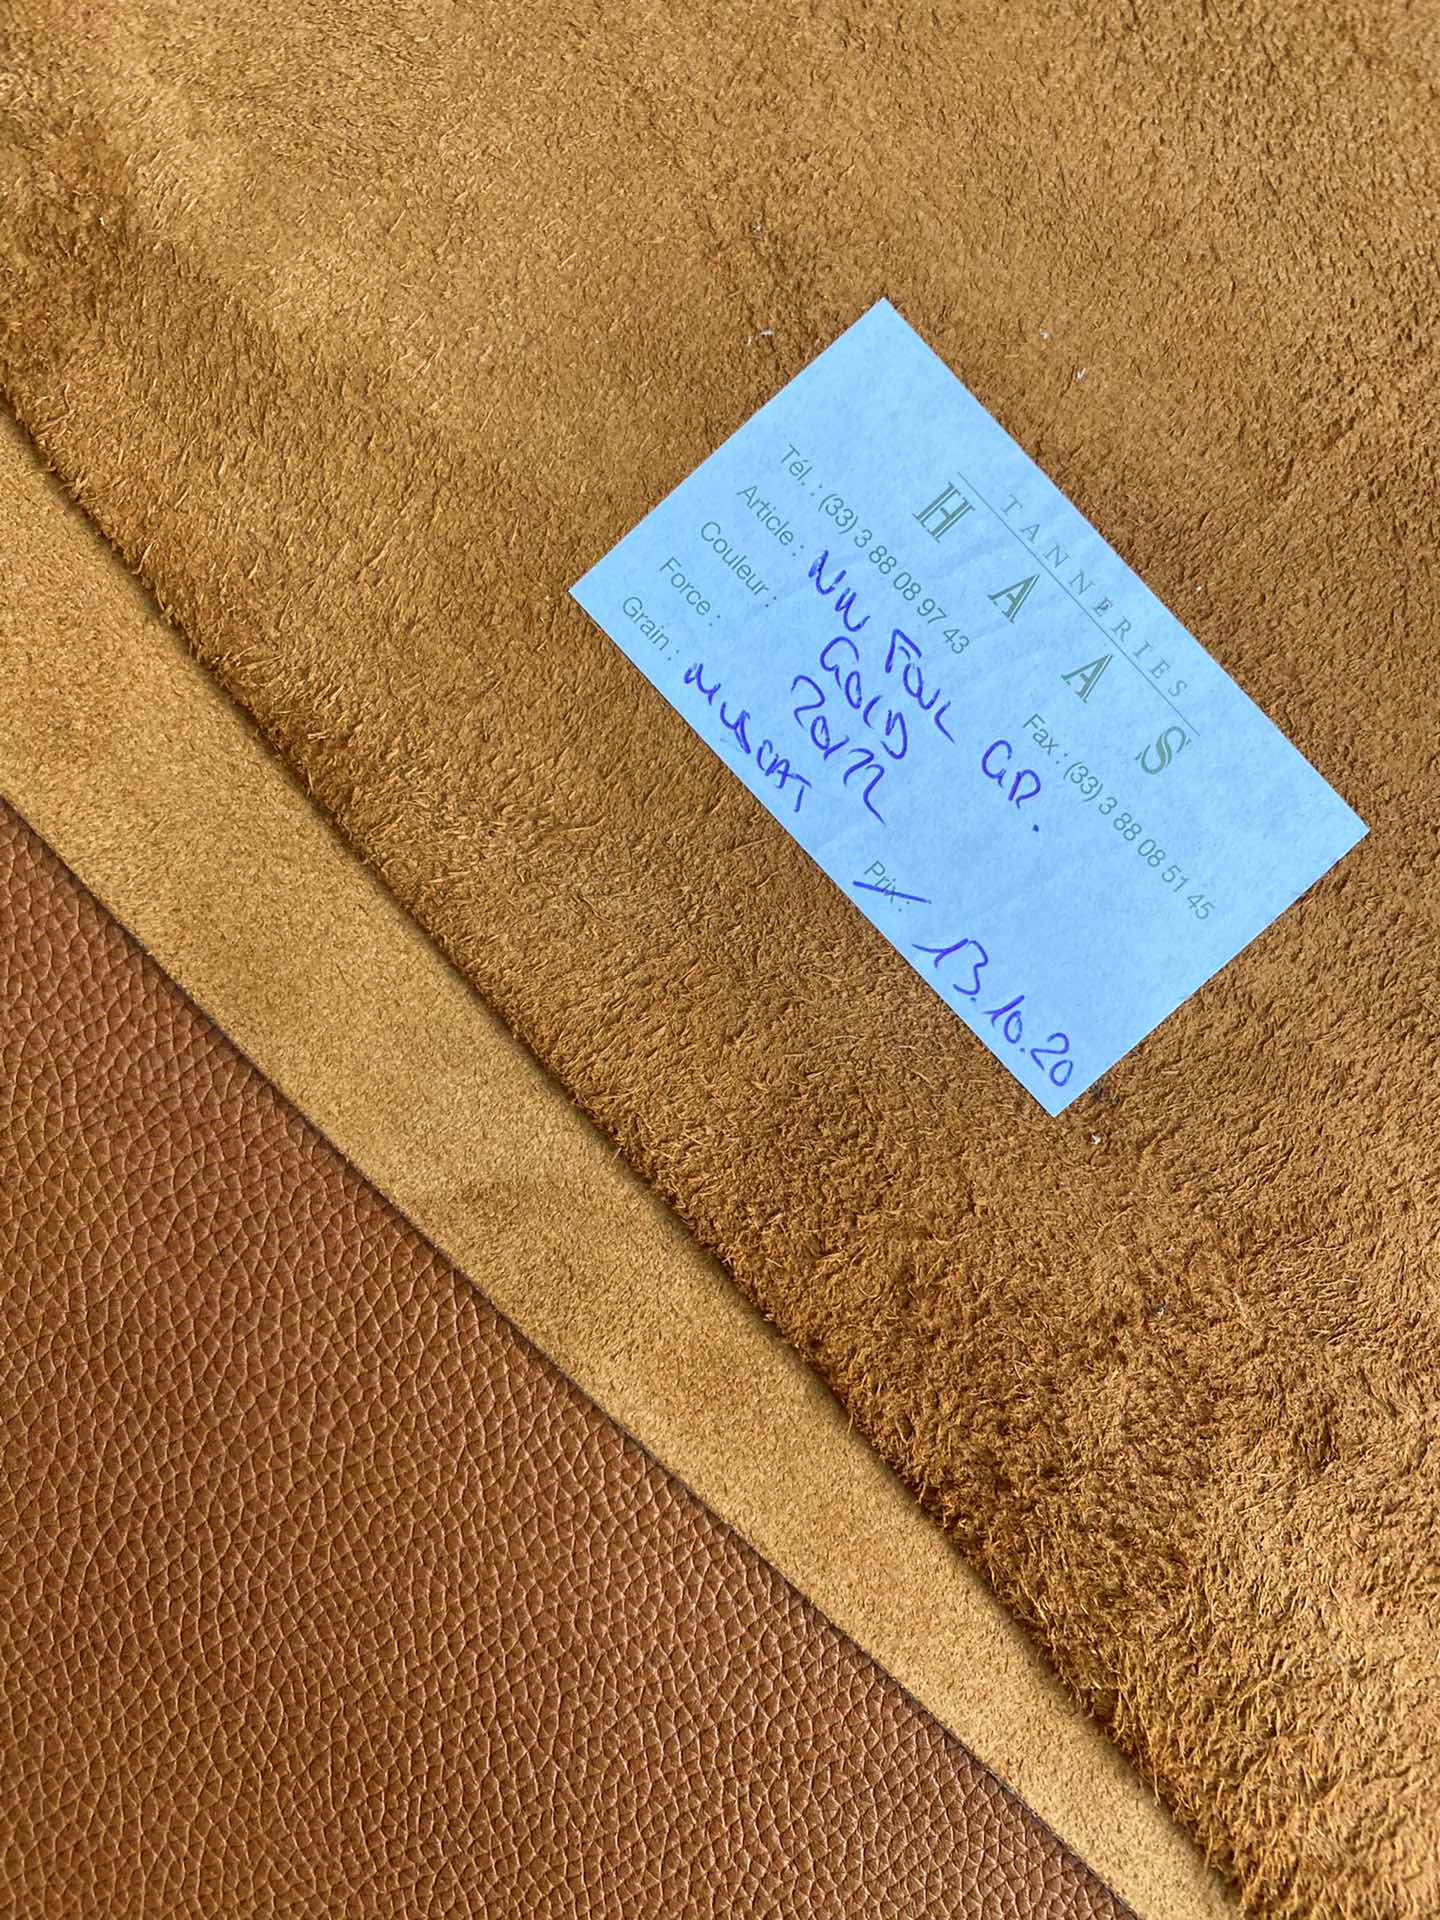 TANNERIES
HAAS
Tél. : (33) 3 88 08 97 43 Fax : (33) 3 88 08 51 45
Article : NW FOUL GR.
Couleur : GOLD
Force : 20/22
Grain : MUSCAT Prix : 13.10.20